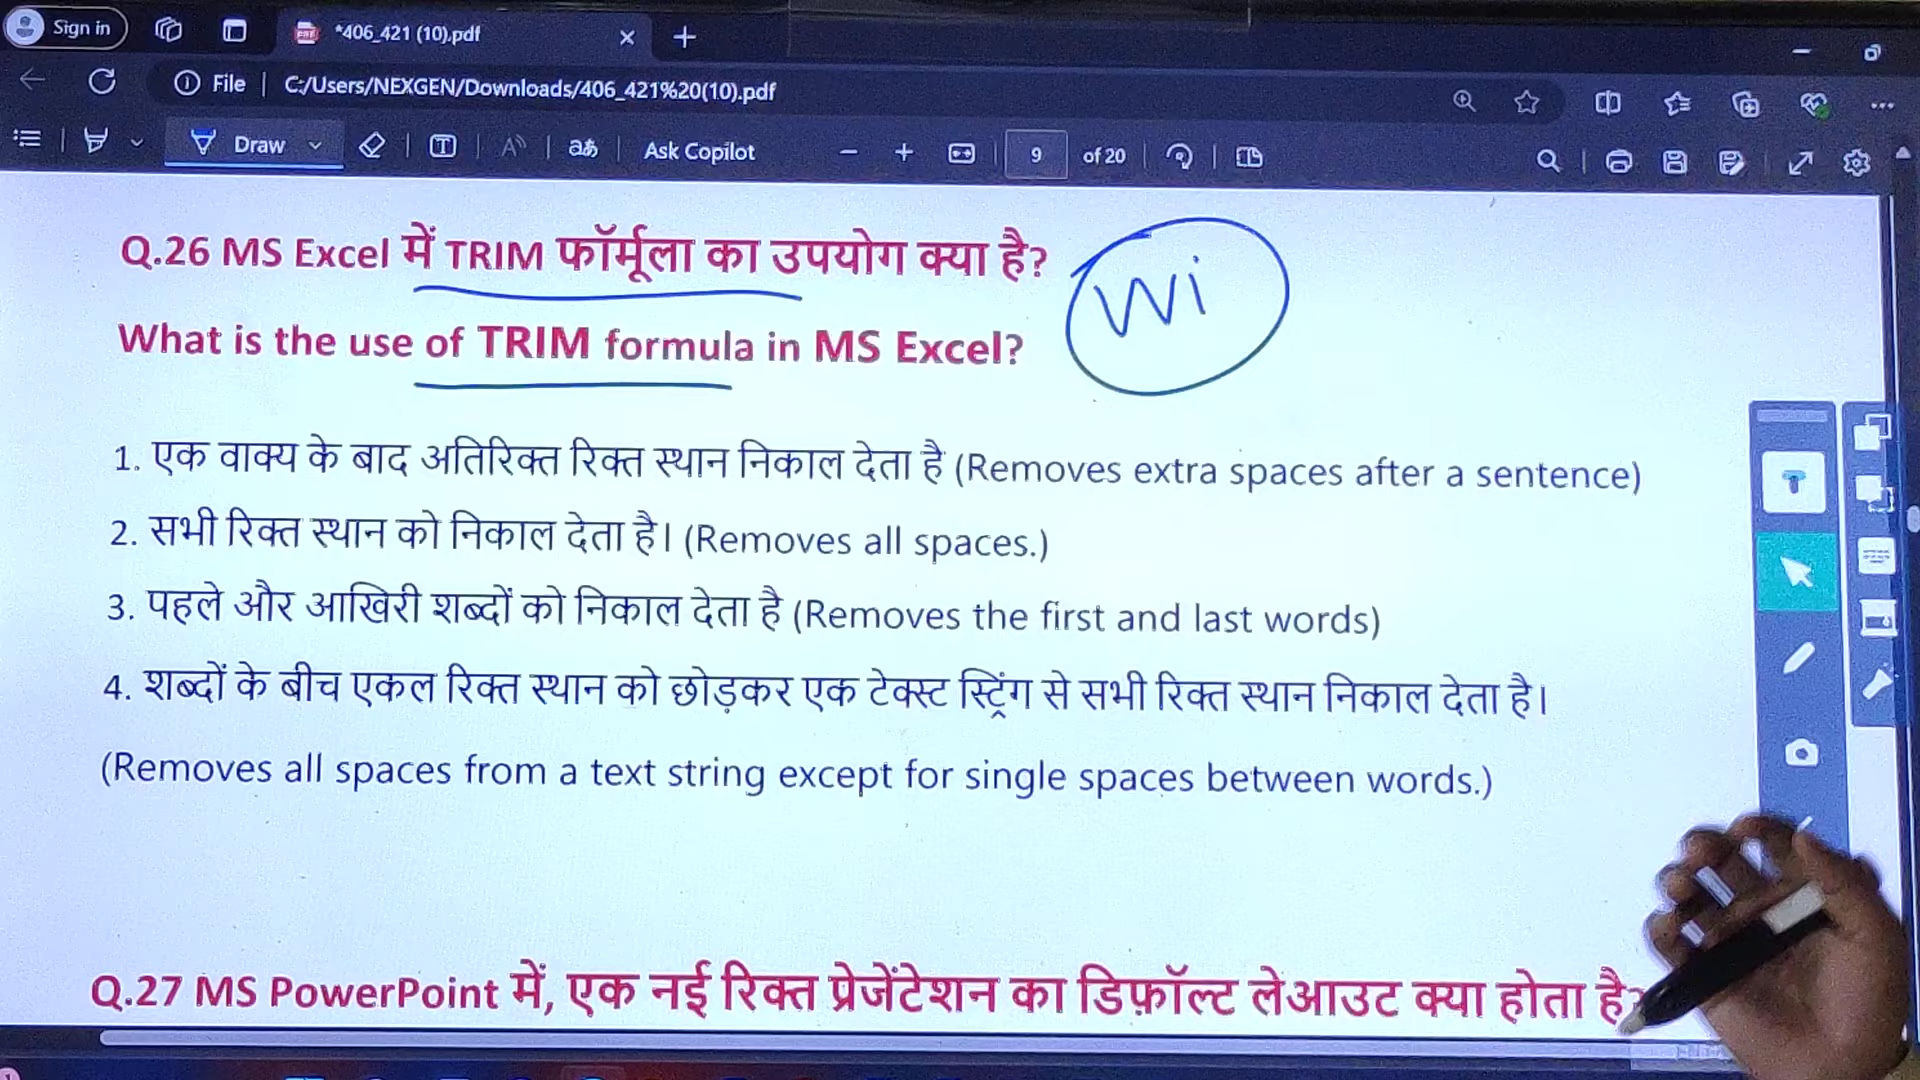 Sign in
*406_421 (10).pdf
File
C:/Users/NEXGEN/Downloads/406_421%20(10).pdf
Draw
Ask Copilot
9
of 20
Q.26 MS Excel में TRIM फॉर्मूला का उपयोग क्या है?
Wi
What is the use of TRIM formula in MS Excel?
1. एक वाक्य के बाद अतिरिक्त रिक्त स्थान निकाल देता है (Removes extra spaces after a sentence)
2. सभी रिक्त स्थान को निकाल देता है। (Removes all spaces.)
3. पहले और आखिरी शब्दों को निकाल देता है (Removes the first and last words)
4. शब्दों के बीच एकल रिक्त स्थान को छोड़कर एक टेक्स्ट स्ट्रिंग से सभी रिक्त स्थान निकाल देता है।
(Removes all spaces from a text string except for single spaces between words.)
Q.27 MS PowerPoint में, एक नई रिक्त प्रेजेंटेशन का डिफ़ॉल्ट लेआउट क्या होता है?